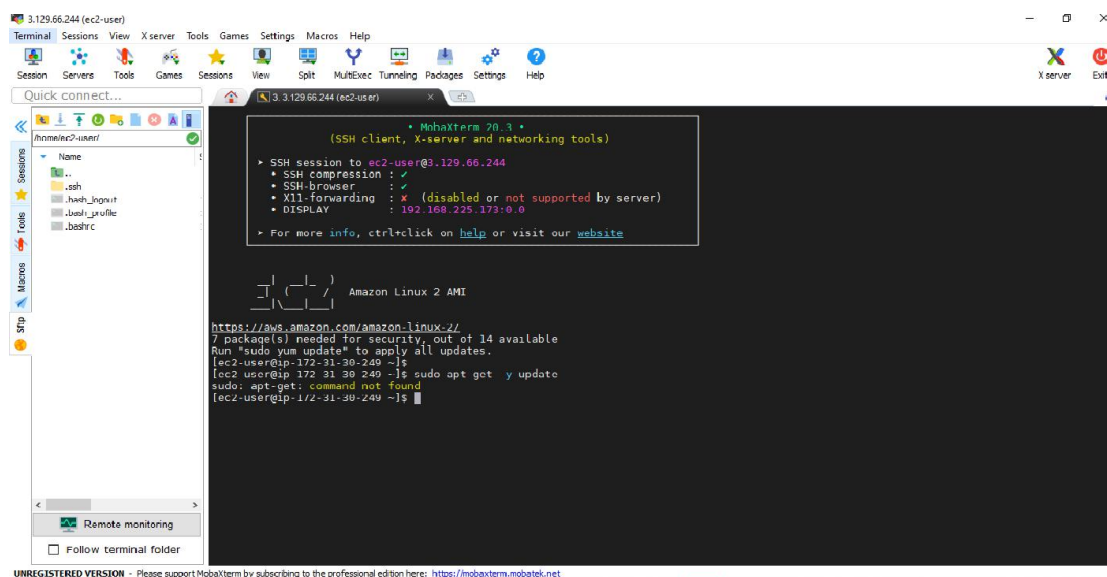 3.129.66.244 (ec2-user)
Terminal Sessions View X server Tools Games Settings Macros Help
Session Servers Tools Games Sessions View Split MultiExec Tunneling Packages Settings Help X server Exit
Quick connect...
3. 3.129.66.244 (ec2-user)
/home/ec2-user/
Name
..
.ssh
.bash_logout
.bash_profile
.bashrc
Sessions
Tools
Macros
Sftp
• MobaXterm 20.3 •
(SSH client, X-server and networking tools)
➤ SSH session to ec2-user@3.129.66.244
• SSH compression : ✓
• SSH-browser : ✓
• X11-forwarding : ✗ (disabled or not supported by server)
• DISPLAY : 192.168.225.173:0.0
➤ For more info, ctrl+click on help or visit our website
__| __|_ )
_| ( / Amazon Linux 2 AMI
___|\___|___|
https://aws.amazon.com/amazon-linux-2/
7 package(s) needed for security, out of 14 available
Run "sudo yum update" to apply all updates.
[ec2-user@ip-172-31-30-249 ~]$
[ec2-user@ip-172-31-30-249 ~]$ sudo apt-get -y update
sudo: apt-get: command not found
[ec2-user@ip-172-31-30-249 ~]$
Remote monitoring
Follow terminal folder
UNREGISTERED VERSION - Please support MobaXterm by subscribing to the professional edition here: https://mobaxterm.mobatek.net